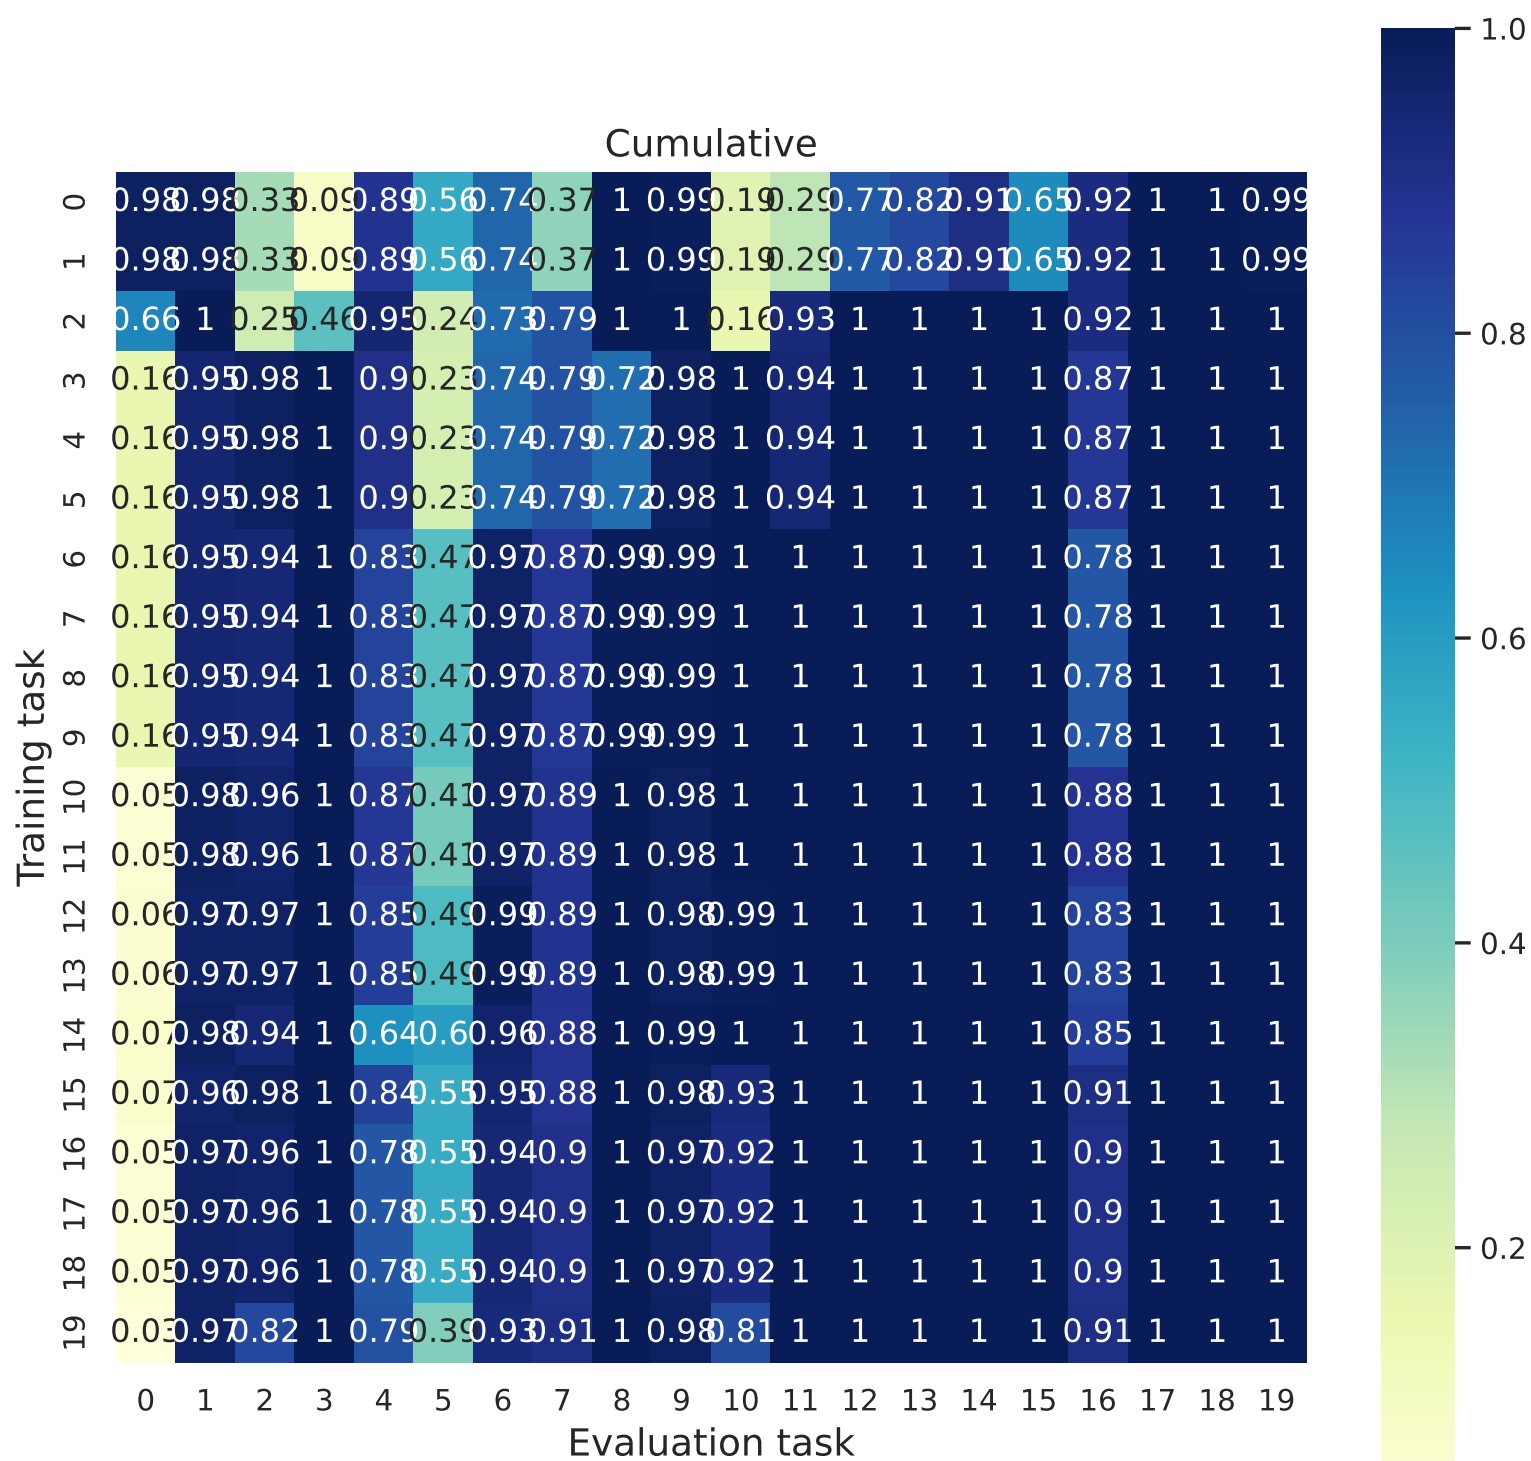 Cumulative
0 0.98 0.98 0.33 0.09 0.89 0.56 0.74 0.37 1 0.99 0.19 0.29 0.77 0.82 0.91 0.65 0.92 1 1 0.99
1 0.98 0.98 0.33 0.09 0.89 0.56 0.74 0.37 1 0.99 0.19 0.29 0.77 0.82 0.91 0.65 0.92 1 1 0.99
2 0.66 1 0.25 0.46 0.95 0.24 0.73 0.79 1 1 0.16 0.93 1 1 1 1 0.92 1 1 1
3 0.16 0.95 0.98 1 0.9 0.23 0.74 0.79 0.72 0.98 1 0.94 1 1 1 1 0.87 1 1 1
4 0.16 0.95 0.98 1 0.9 0.23 0.74 0.79 0.72 0.98 1 0.94 1 1 1 1 0.87 1 1 1
5 0.16 0.95 0.98 1 0.9 0.23 0.74 0.79 0.72 0.98 1 0.94 1 1 1 1 0.87 1 1 1
6 0.16 0.95 0.94 1 0.83 0.47 0.97 0.87 0.99 0.99 1 1 1 1 1 1 0.78 1 1 1
7 0.16 0.95 0.94 1 0.83 0.47 0.97 0.87 0.99 0.99 1 1 1 1 1 1 0.78 1 1 1
8 0.16 0.95 0.94 1 0.83 0.47 0.97 0.87 0.99 0.99 1 1 1 1 1 1 0.78 1 1 1
9 0.16 0.95 0.94 1 0.83 0.47 0.97 0.87 0.99 0.99 1 1 1 1 1 1 0.78 1 1 1
10 0.05 0.98 0.96 1 0.87 0.41 0.97 0.89 1 0.98 1 1 1 1 1 1 0.88 1 1 1
11 0.05 0.98 0.96 1 0.87 0.41 0.97 0.89 1 0.98 1 1 1 1 1 1 0.88 1 1 1
12 0.06 0.97 0.97 1 0.85 0.49 0.99 0.89 1 0.98 0.99 1 1 1 1 1 0.83 1 1 1
13 0.06 0.97 0.97 1 0.85 0.49 0.99 0.89 1 0.98 0.99 1 1 1 1 1 0.83 1 1 1
14 0.07 0.98 0.94 1 0.64 0.6 0.96 0.88 1 0.99 1 1 1 1 1 1 0.85 1 1 1
15 0.07 0.96 0.98 1 0.84 0.55 0.95 0.88 1 0.98 0.93 1 1 1 1 1 0.91 1 1 1
16 0.05 0.97 0.96 1 0.78 0.55 0.94 0.9 1 0.97 0.92 1 1 1 1 1 0.9 1 1 1
17 0.05 0.97 0.96 1 0.78 0.55 0.94 0.9 1 0.97 0.92 1 1 1 1 1 0.9 1 1 1
18 0.05 0.97 0.96 1 0.78 0.55 0.94 0.9 1 0.97 0.92 1 1 1 1 1 0.9 1 1 1
19 0.03 0.97 0.82 1 0.79 0.39 0.93 0.91 1 0.98 0.81 1 1 1 1 1 0.91 1 1 1
0 1 2 3 4 5 6 7 8 9 10 11 12 13 14 15 16 17 18 19
Evaluation task
Training task
1.0
0.8
0.6
0.4
0.2